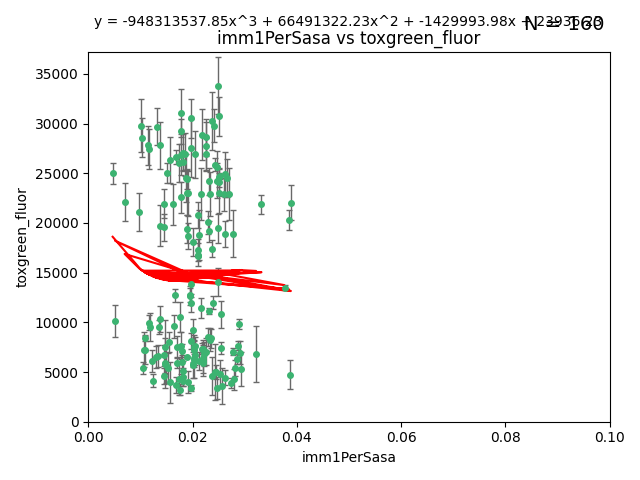 y = -948313537.85x^3 + 66491322.23x^2 + -1429993.98x +
N = 160
imm1PerSasa vs toxgreen_fluor
35000
30000
25000
20000
15000
10000
5000
0
toxgreen_fluor
0.00 0.02 0.04 0.06 0.08 0.10
imm1PerSasa